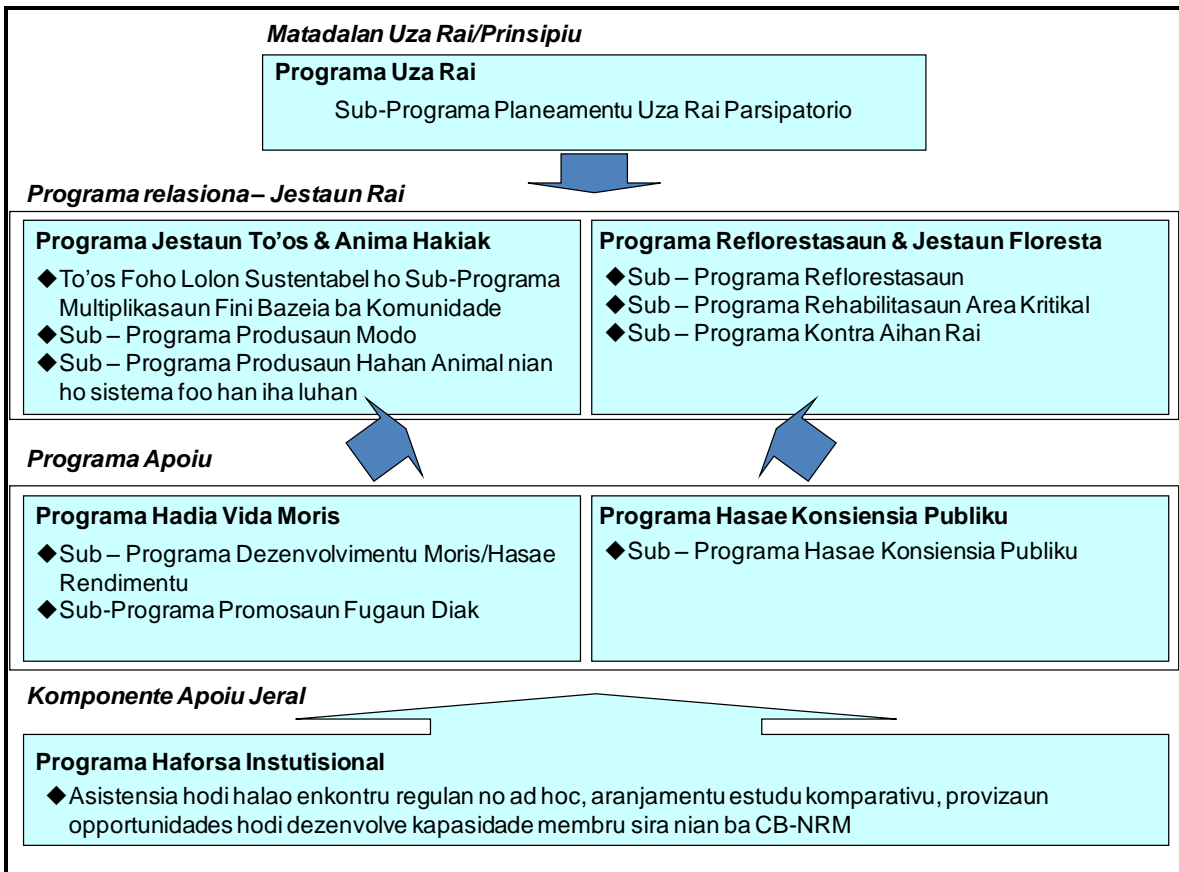 Matadalan Uza Rai/Prinsipiu
Programa Uza Rai
Sub-Programa Planeamentu Uza Rai Parsipatorio
Programa relasiona – Jestaun Rai
Programa Jestaun To'os & Anima Hakiak
◆To'os Foho Lolon Sustentabel ho Sub-Programa
Multiplikasaun Fini Bazeia ba Komunidade
◆Sub – Programa Produsaun Modo
◆Sub – Programa Produsaun Hahan Animal nian
ho sistema foo han iha luhan
Programa Reflorestasaun & Jestaun Floresta
◆Sub – Programa Reflorestasaun
◆Sub – Programa Rehabilitasaun Area Kritikal
◆Sub – Programa Kontra Aihan Rai
Programa Apoiu
Programa Hadia Vida Moris
◆Sub – Programa Dezenvolvimentu Moris/Hasae
Rendimentu
◆Sub-Programa Promosaun Fugaun Diak
Programa Hasae Konsiensia Publiku
◆Sub – Programa Hasae Konsiensia Publiku
Komponente Apoiu Jeral
Programa Haforsa Instutisional
◆Asistensia hodi halao enkontru regulan no ad hoc, aranjamentu estudu komparativu, provizaun
opportunidades hodi dezenvolve kapasidade membru sira nian ba CB-NRM